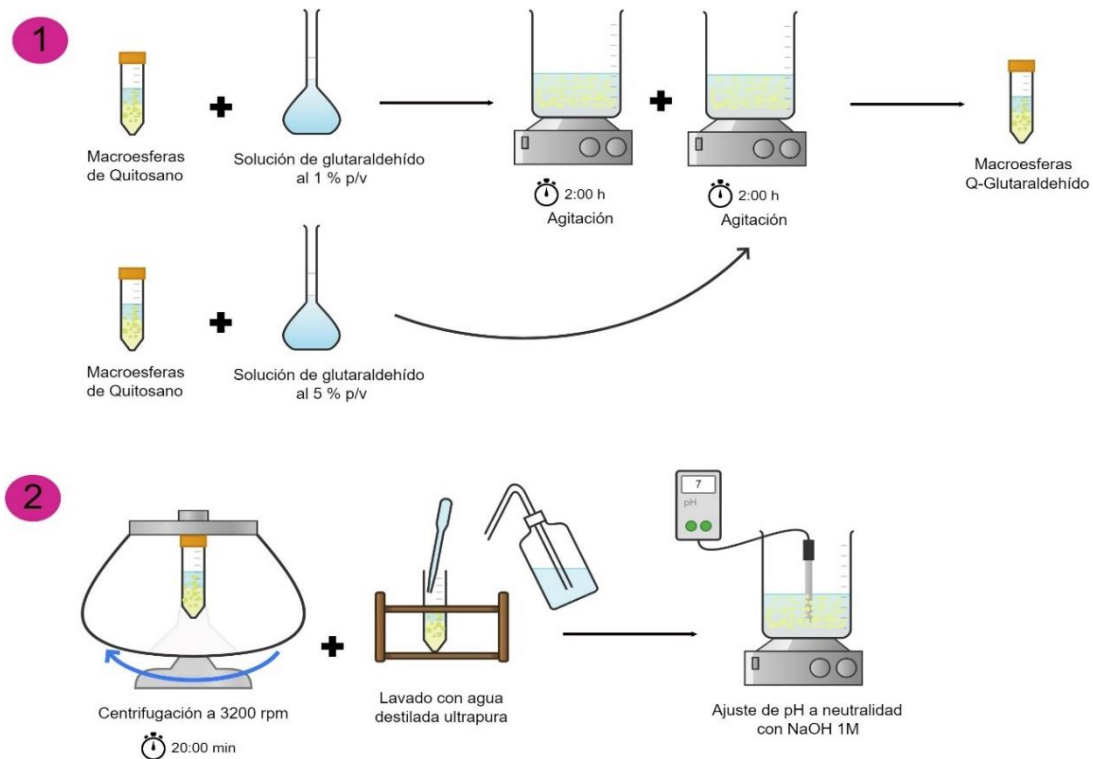 1
Macroesferas
de Quitosano
Solución de glutaraldehído
al 1 % p/v
2:00 h
Agitación
2:00 h
Agitación
Macroesferas
Q-Glutaraldehído
Macroesferas
de Quitosano
Solución de glutaraldehído
al 5 % p/v
2
Centrifugación a 3200 rpm
20:00 min
Lavado con agua
destilada ultrapura
7
pH
Ajuste de pH a neutralidad
con NaOH 1M